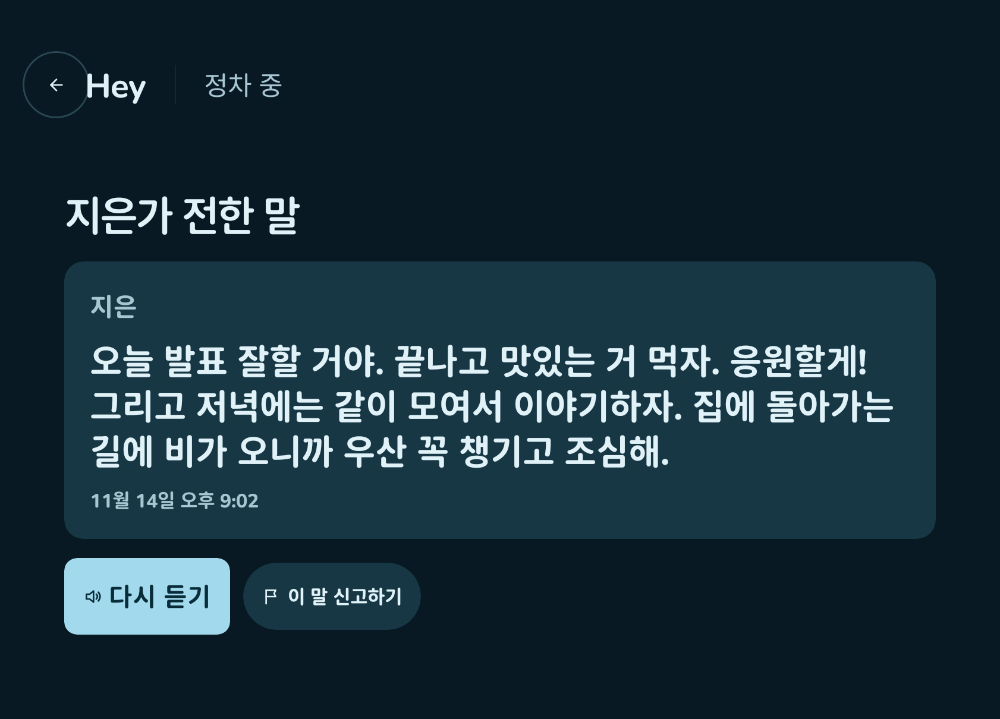 Hey
정차 중
지은가 전한 말
지은
오늘 발표 잘할 거야. 끝나고 맛있는 거 먹자. 응원할게!
그리고 저녁에는 같이 모여서 이야기하자. 집에 돌아가는
길에 비가 오니까 우산 꼭 챙기고 조심해.
11월 14일 오후 9:02
다시 듣기
이 말 신고하기